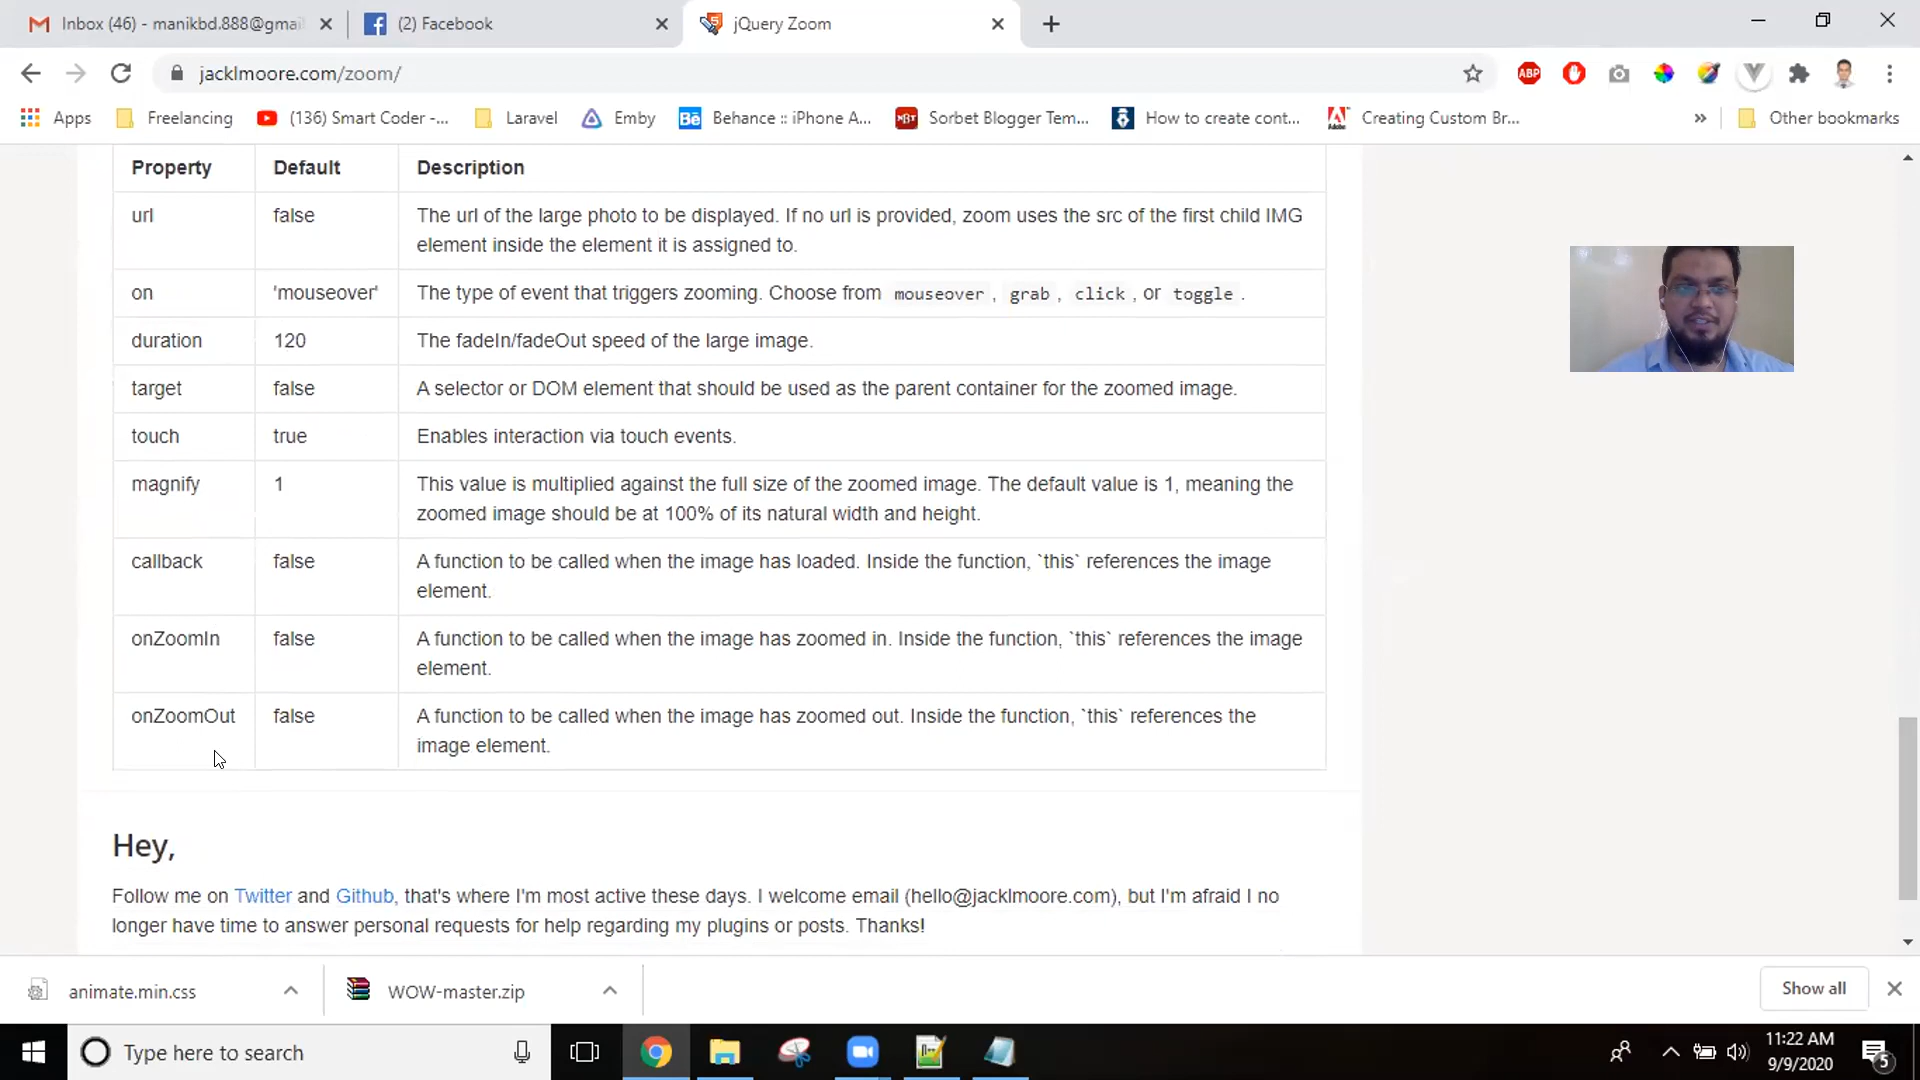 Inbox (46) - manikbd.888@gmai
(2) Facebook
jQuery Zoom
jacklmoore.com/zoom/
ABP
Apps
Freelancing
(136) Smart Coder -...
Laravel
Emby
Behance :: iPhone A...
Sorbet Blogger Tem...
How to create cont...
Creating Custom Br...
»
Other bookmarks
Property Default Description
url false The url of the large photo to be displayed. If no url is provided, zoom uses the src of the first child IMG
element inside the element it is assigned to.
on 'mouseover' The type of event that triggers zooming. Choose from mouseover , grab , click , or toggle .
duration 120 The fadeIn/fadeOut speed of the large image.
target false A selector or DOM element that should be used as the parent container for the zoomed image.
touch true Enables interaction via touch events.
magnify 1 This value is multiplied against the full size of the zoomed image. The default value is 1, meaning the
zoomed image should be at 100% of its natural width and height.
callback false A function to be called when the image has loaded. Inside the function, `this` references the image
element.
onZoomIn false A function to be called when the image has zoomed in. Inside the function, `this` references the image
element.
onZoomOut false A function to be called when the image has zoomed out. Inside the function, `this` references the
image element.
Hey,
Follow me on Twitter and Github, that's where I'm most active these days. I welcome email (hello@jacklmoore.com), but I'm afraid I no
longer have time to answer personal requests for help regarding my plugins or posts. Thanks!
animate.min.css
WOW-master.zip
Show all
Type here to search
11:22 AM
9/9/2020
5